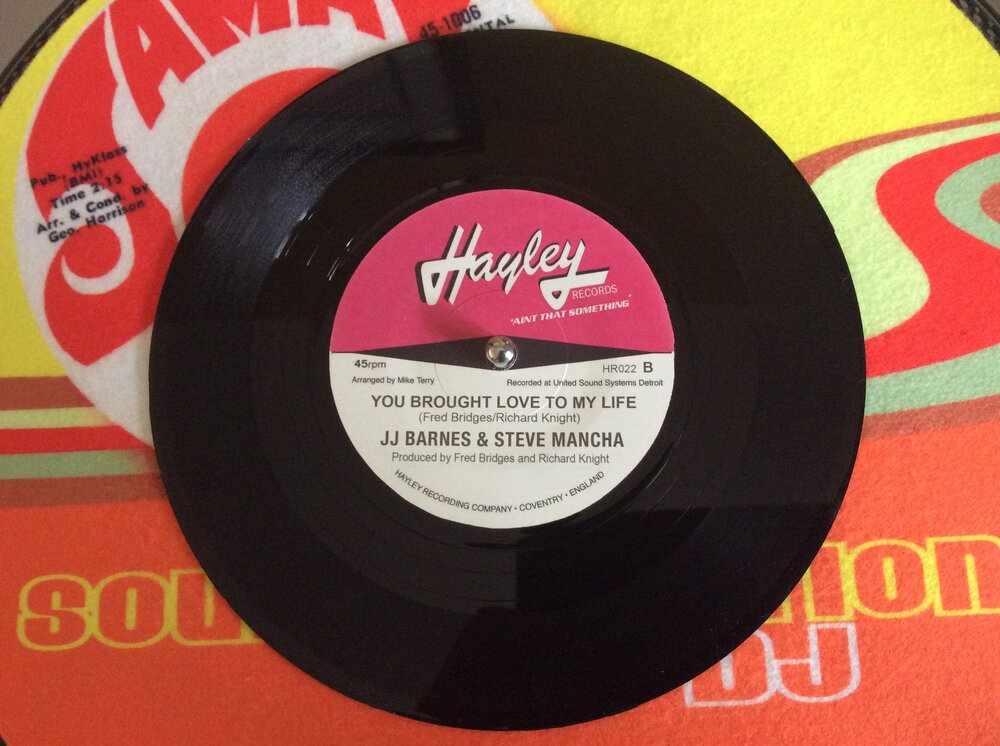 45-1006
Pub., HyKlass
(BMI)
Time 2:15
Arr. & Cond. by
Geo. Harrison
Hayley
RECORDS
'AINT THAT SOMETHING'
45rpm
HR022 B
Arranged by Mike Terry
Recorded at United Sound Systems Detroit
YOU BROUGHT LOVE TO MY LIFE
(Fred Bridges/Richard Knight)
JJ BARNES & STEVE MANCHA
Produced by Fred Bridges and Richard Knight
HAYLEY RECORDING COMPANY • COVENTRY • ENGLAND
DJ